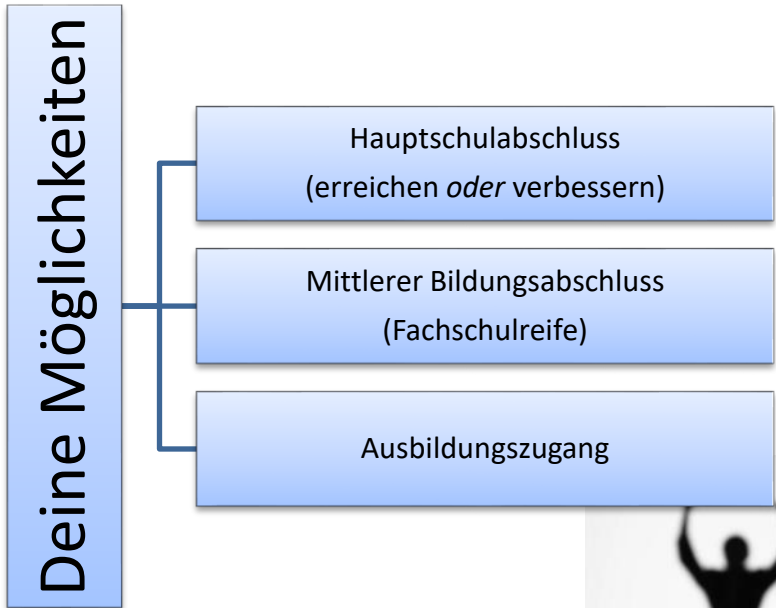 Deine Möglichkeiten
Hauptschulabschluss
(erreichen oder verbessern)
Mittlerer Bildungsabschluss
(Fachschulreife)
Ausbildungszugang